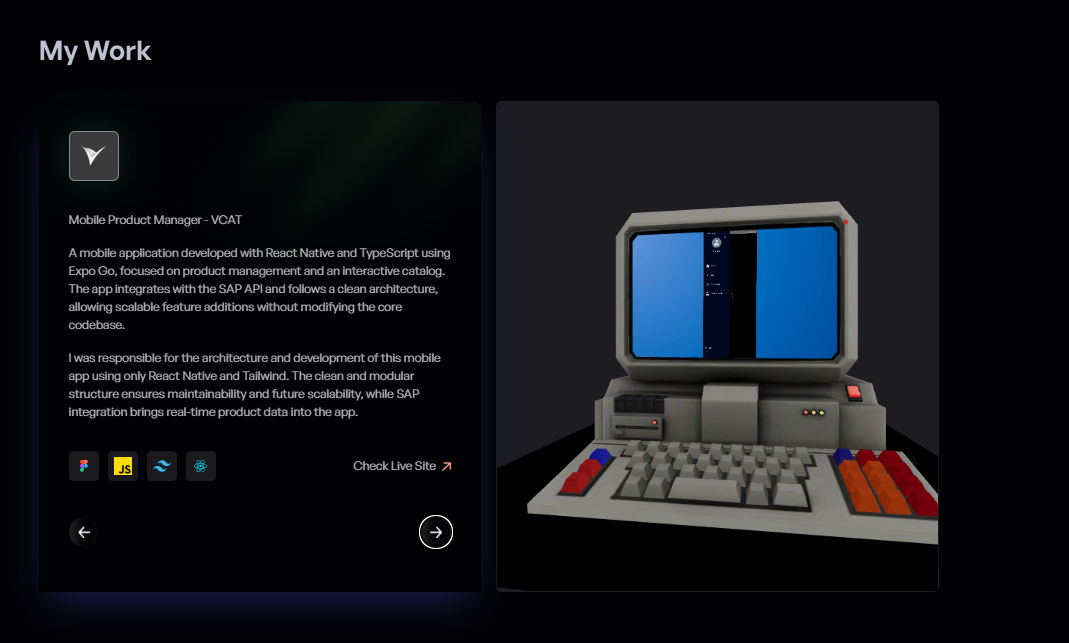 My Work
Mobile Product Manager - VCAT
A mobile application developed with React Native and TypeScript using
Expo Go, focused on product management and an interactive catalog.
The app integrates with the SAP API and follows a clean architecture,
allowing scalable feature additions without modifying the core
codebase.
I was responsible for the architecture and development of this mobile
app using only React Native and Tailwind. The clean and modular
structure ensures maintainability and future scalability, while SAP
integration brings real-time product data into the app.
JS
Check Live Site